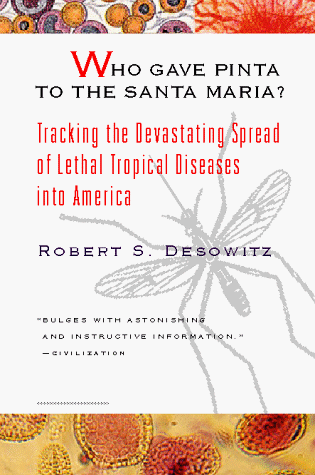 WHO GAVE PINTA
TO THE SANTA MARIA?
Tracking the Devastating Spread
of Lethal Tropical Diseases
into America
ROBERT S. DESOWITZ
"BULGES WITH ASTONISHING
AND INSTRUCTIVE INFORMATION."
—CIVILIZATION